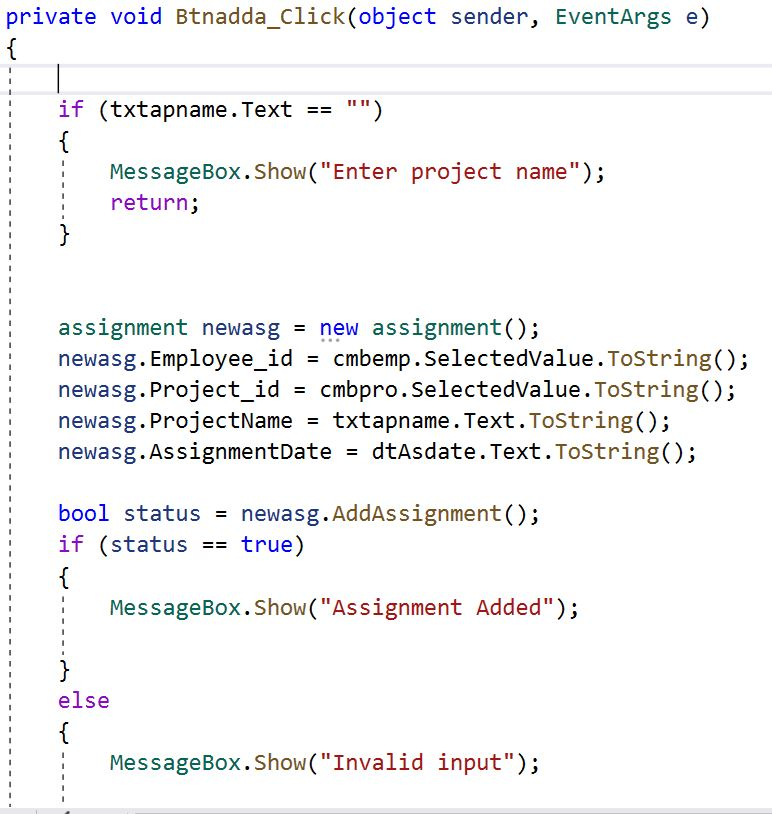 private void Btnadda_Click(object sender, EventArgs e)
{
if (txtapname.Text == "")
{
MessageBox.Show("Enter project name");
return;
}
assignment newasg = new assignment();
newasg.Employee_id = cmbemp.SelectedValue.ToString();
newasg.Project_id = cmbpro.SelectedValue.ToString();
newasg.ProjectName = txtapname.Text.ToString();
newasg.AssignmentDate = dtAsdate.Text.ToString();
bool status = newasg.AddAssignment();
if (status == true)
{
MessageBox.Show("Assignment Added");
}
else
{
MessageBox.Show("Invalid input");